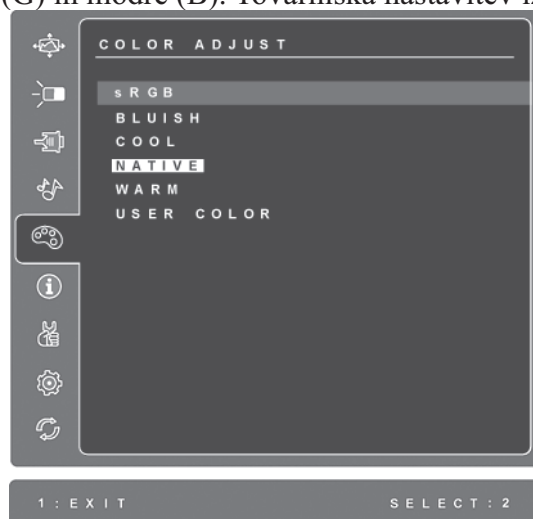 (G) in modre (B). Tovarniška nastavitev i
COLOR ADJUST
sRGB
BLUISH
COOL
NATIVE
WARM
USER COLOR
1:EXIT SELECT:2